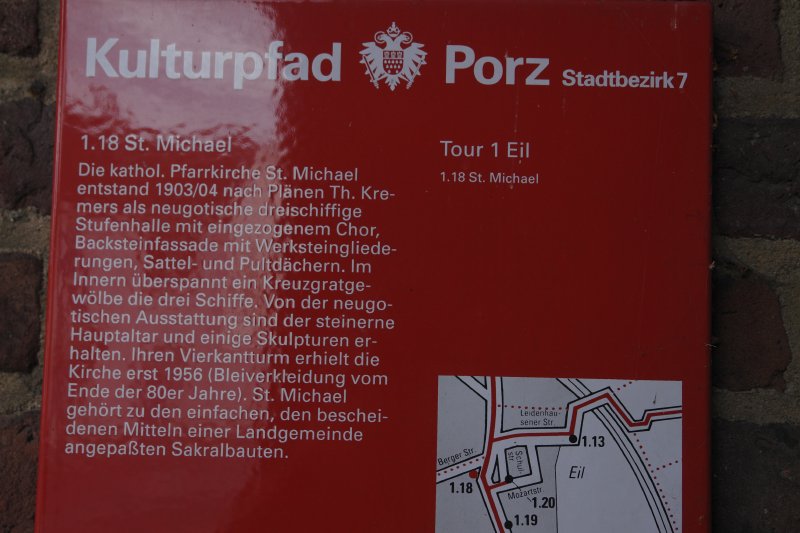 Kulturpfad Porz Stadtbezirk 7
1.18 St. Michael
Die kathol. Pfarrkirche St. Michael
entstand 1903/04 nach Plänen Th. Kre-
mers als neugotische dreischiffige
Stufenhalle mit eingezogenem Chor,
Backsteinfassade mit Werksteingliede-
rungen, Sattel- und Pultdächern. Im
Innern überspannt ein Kreuzgratge-
wölbe die drei Schiffe. Von der neugo-
tischen Ausstattung sind der steinerne
Hauptaltar und einige Skulpturen er-
halten. Ihren Vierkantturm erhielt die
Kirche erst 1956 (Bleiverkleidung vom
Ende der 80er Jahre). St. Michael
gehört zu den einfachen, den beschei-
denen Mitteln einer Landgemeinde
angepaßten Sakralbauten.
Tour 1 Eil
1.18 St. Michael
Leidenhau-
sener Str.
1.13
Berger Str.
Schul-
str.
Eil
1.18
Mozartstr.
1.20
1.19